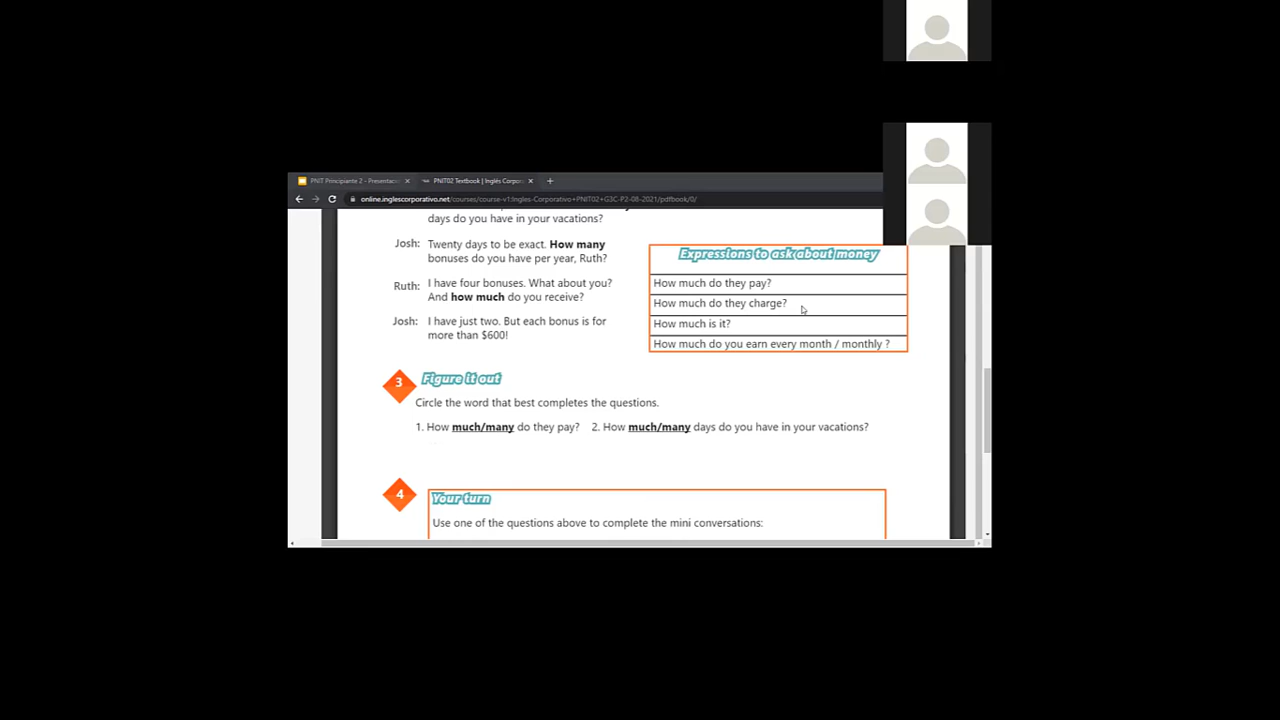 PNIT Principiante 2 - Presentaci
PNIT02 Textbook | Inglés Corpor
online.inglescorporativo.net/courses/course-v1:Ingles-Corporativo+PNIT02+G3C-P2-08-2021/pdfbook/0/
days do you have in your vacations?
Josh: Twenty days to be exact. How many
bonuses do you have per year, Ruth?
Ruth: I have four bonuses. What about you?
And how much do you receive?
Josh: I have just two. But each bonus is for
more than $600!
Expressions to ask about money
How much do they pay?
How much do they charge?
How much is it?
How much do you earn every month / monthly ?
3 Figure it out
Circle the word that best completes the questions.
1. How much/many do they pay? 2. How much/many days do you have in your vacations?
4 Your turn
Use one of the questions above to complete the mini conversations: